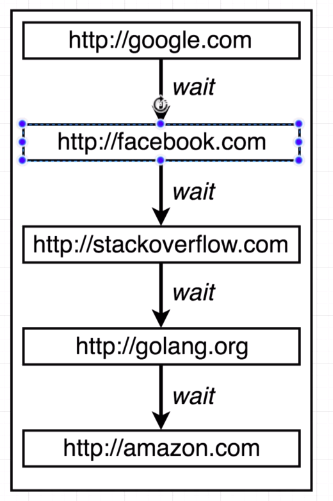 http://google.com
wait
http://facebook.com
wait
http://stackoverflow.com
wait
http://golang.org
wait
http://amazon.com